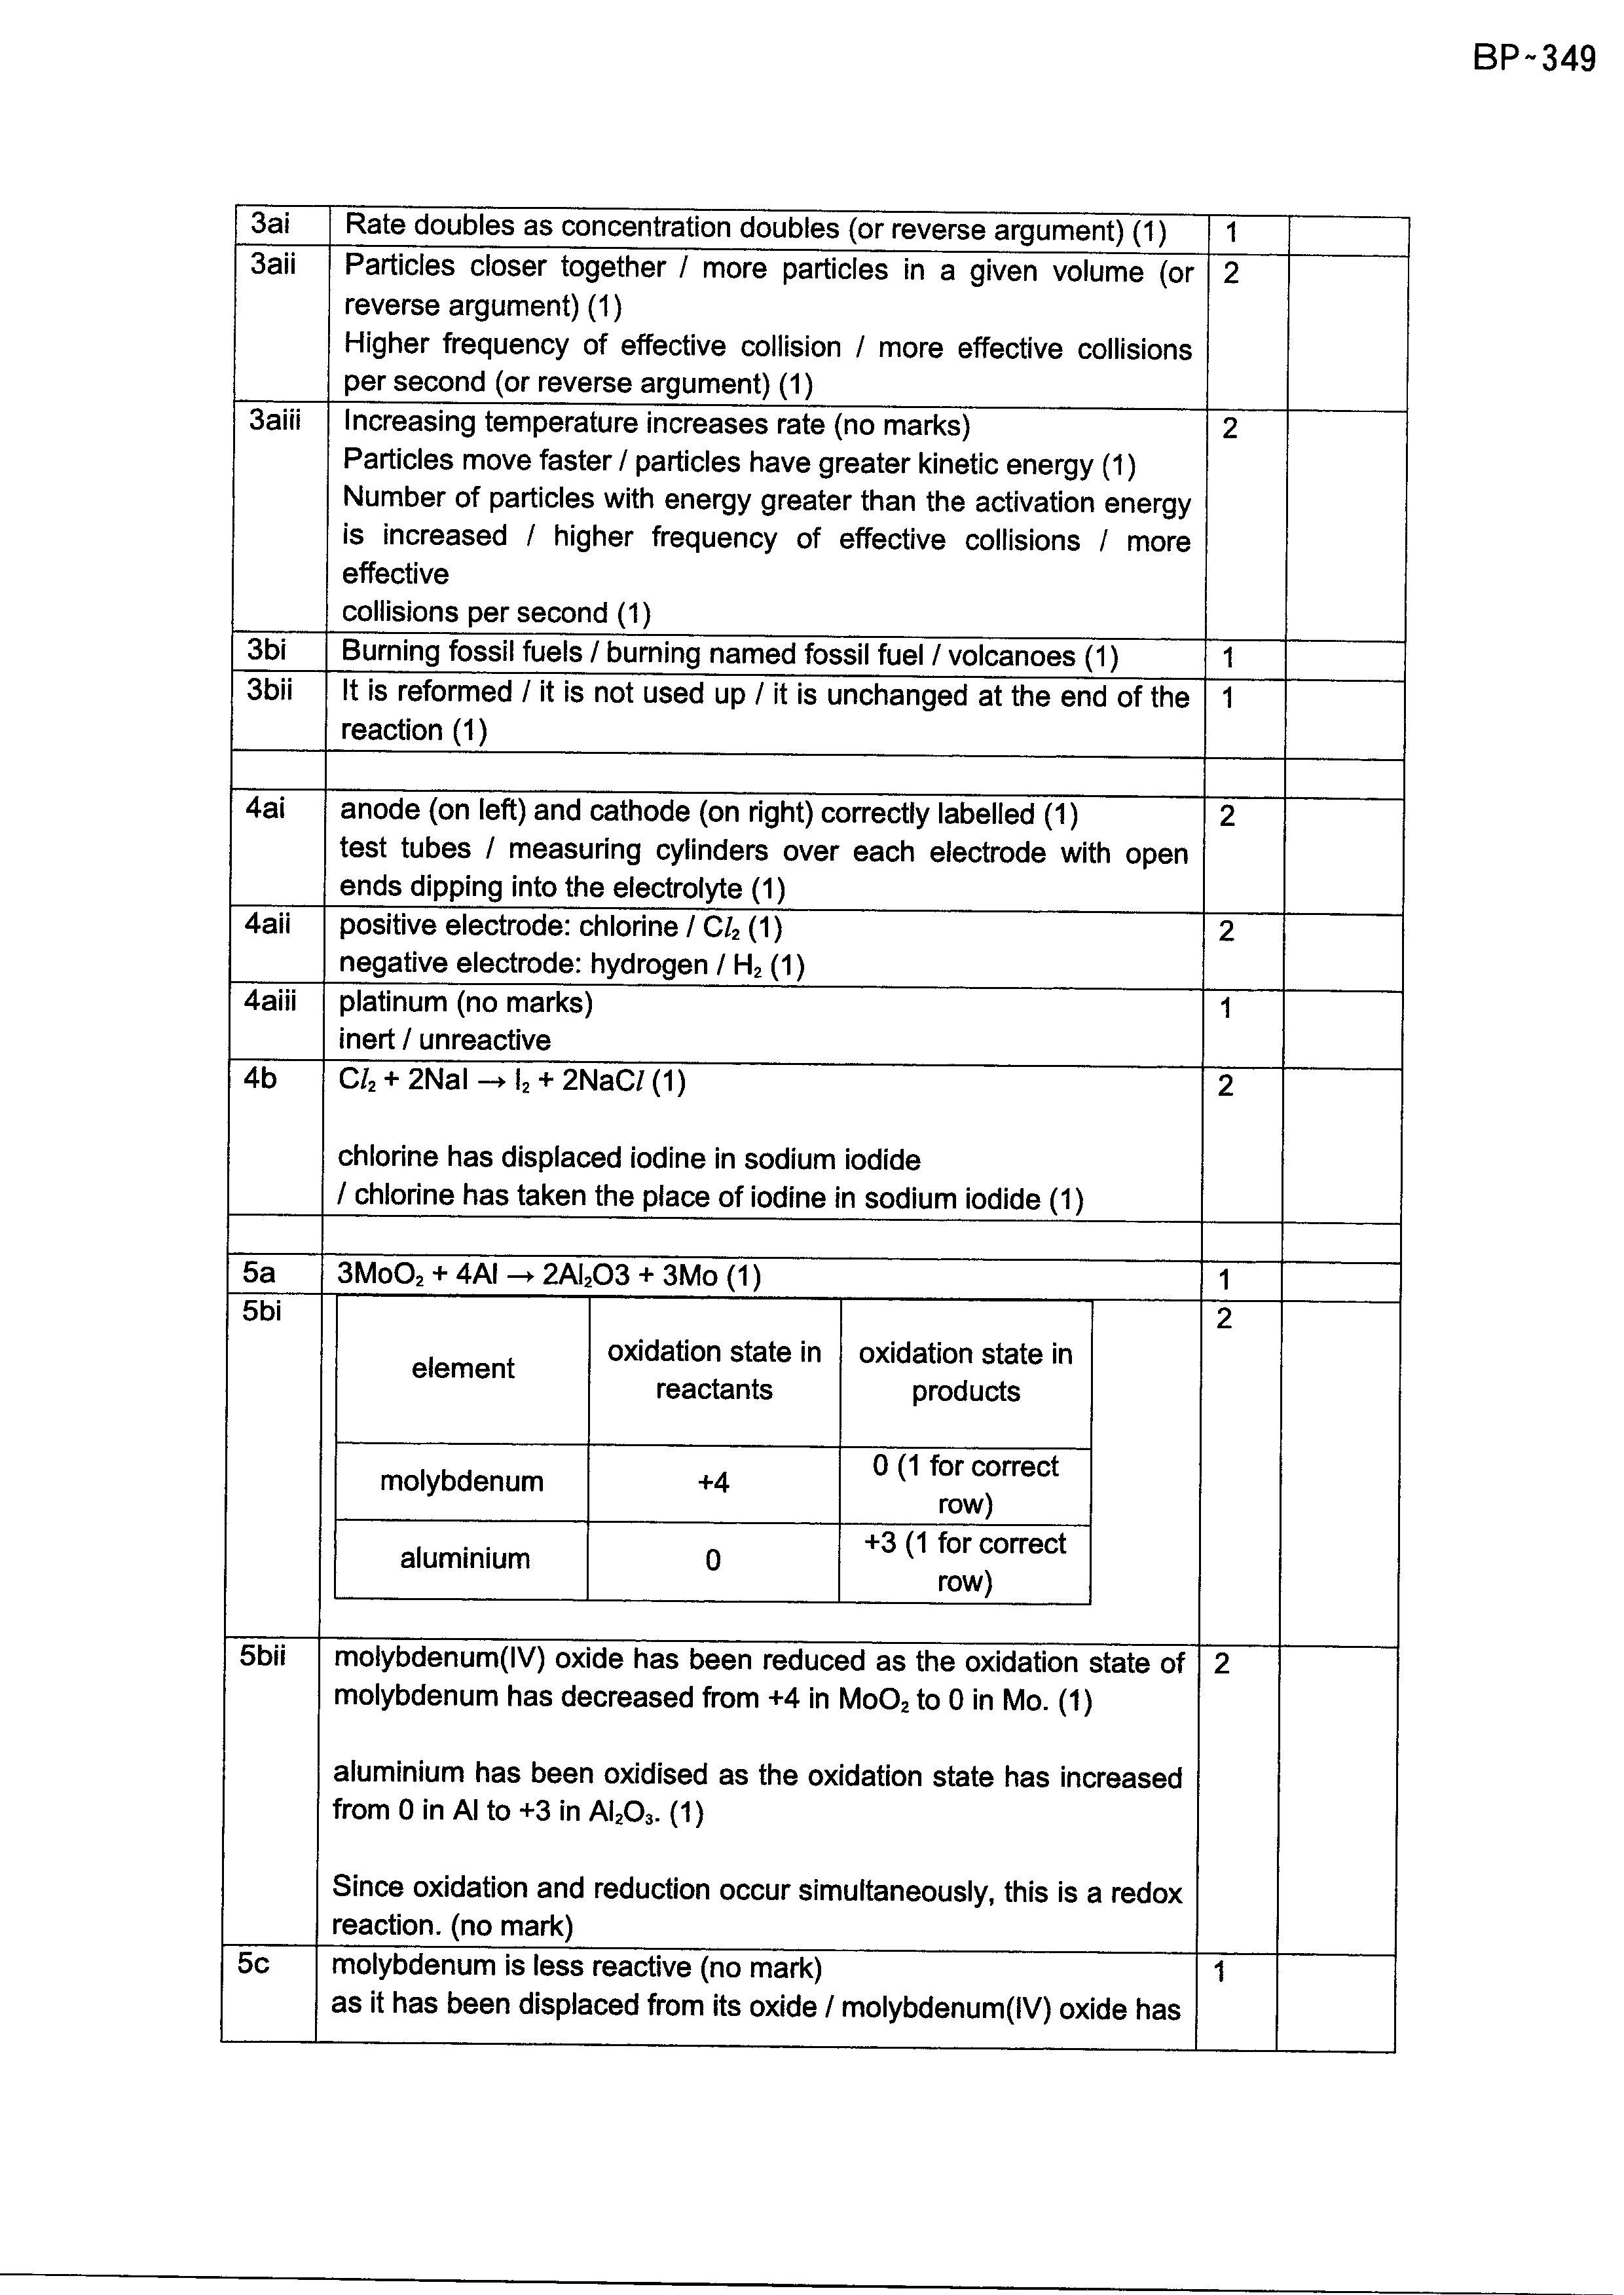 BP~349
3ai Rate doubles as concentration doubles (or reverse argument) (1) 1
3aii Particles closer together / more particles in a given volume (or 2
reverse argument) (1)
Higher frequency of effective collision / more effective collisions
per second (or reverse argument) (1)
3aiii Increasing temperature increases rate (no marks) 2
Particles move faster / particles have greater kinetic energy (1)
Number of particles with energy greater than the activation energy
is increased / higher frequency of effective collisions / more
effective
collisions per second (1)
3bi Burning fossil fuels / burning named fossil fuel / volcanoes (1) 1
3bii It is reformed / it is not used up / it is unchanged at the end of the 1
reaction (1)
4ai anode (on left) and cathode (on right) correctly labelled (1) 2
test tubes / measuring cylinders over each electrode with open
ends dipping into the electrolyte (1)
4aii positive electrode: chlorine / Cl₂ (1) 2
negative electrode: hydrogen / H₂ (1)
4aiii platinum (no marks) 1
inert / unreactive
4b Cl₂ + 2NaI → I₂ + 2NaCl (1) 2
chlorine has displaced iodine in sodium iodide
/ chlorine has taken the place of iodine in sodium iodide (1)
5a 3MoO₂ + 4Al → 2Al₂O3 + 3Mo (1) 1
5bi 2
element oxidation state in reactants oxidation state in products
molybdenum +4 0 (1 for correct row)
aluminium 0 +3 (1 for correct row)
5bii molybdenum(IV) oxide has been reduced as the oxidation state of 2
molybdenum has decreased from +4 in MoO₂ to 0 in Mo. (1)
aluminium has been oxidised as the oxidation state has increased
from 0 in Al to +3 in Al₂O₃. (1)
Since oxidation and reduction occur simultaneously, this is a redox
reaction. (no mark)
5c molybdenum is less reactive (no mark) 1
as it has been displaced from its oxide / molybdenum(IV) oxide has